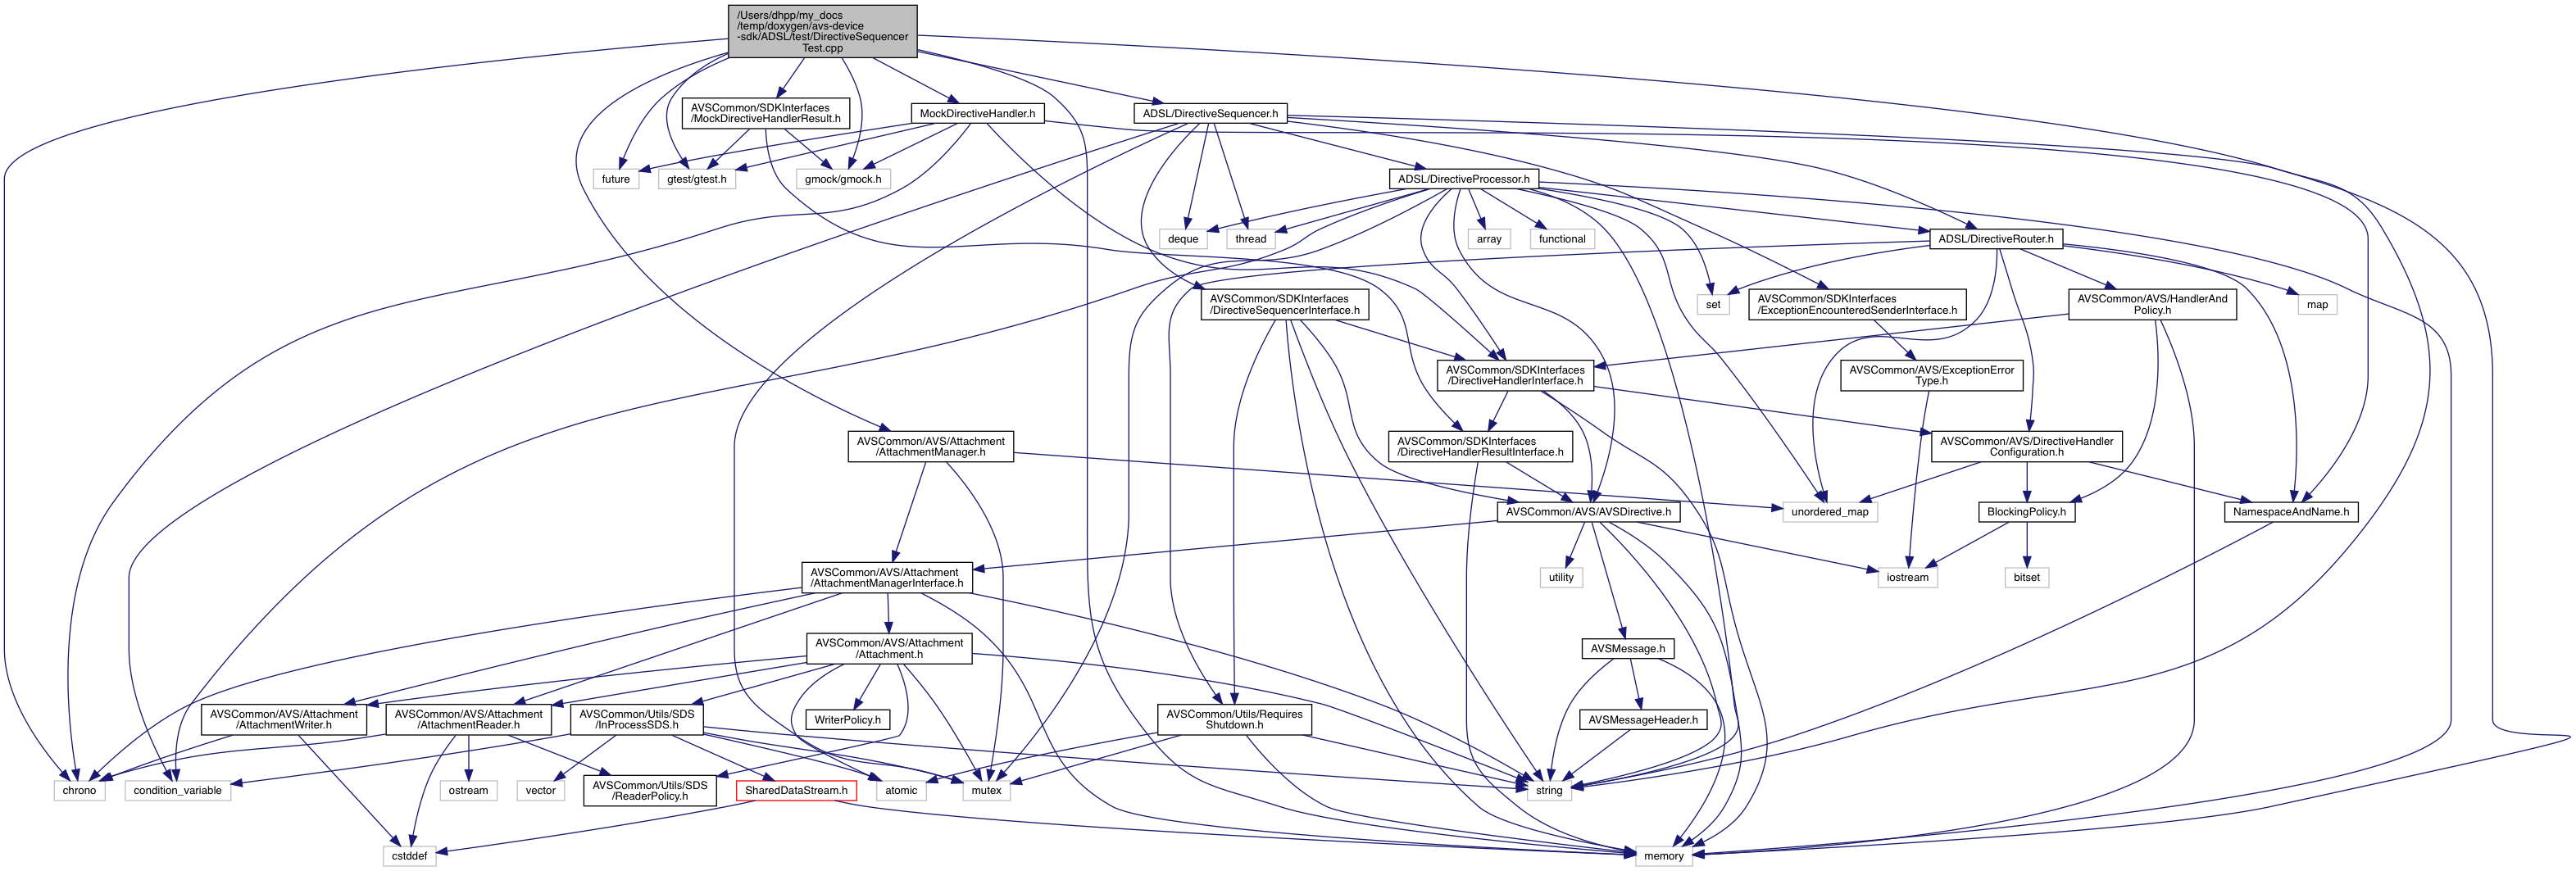 /Users/dhpp/my_docs
/temp/doxygen/avs-device
-sdk/ADSL/test/DirectiveSequencer
Test.cpp
AVSCommon/SDKInterfaces
/MockDirectiveHandlerResult.h
MockDirectiveHandler.h
ADSL/DirectiveSequencer.h
future
gtest/gtest.h
gmock/gmock.h
ADSL/DirectiveProcessor.h
deque
thread
array
functional
ADSL/DirectiveRouter.h
AVSCommon/SDKInterfaces
/DirectiveSequencerInterface.h
set
AVSCommon/SDKInterfaces
/ExceptionEncounteredSenderInterface.h
AVSCommon/AVS/HandlerAnd
Policy.h
map
AVSCommon/SDKInterfaces
/DirectiveHandlerInterface.h
AVSCommon/AVS/ExceptionError
Type.h
AVSCommon/AVS/Attachment
/AttachmentManager.h
AVSCommon/SDKInterfaces
/DirectiveHandlerResultInterface.h
AVSCommon/AVS/DirectiveHandler
Configuration.h
AVSCommon/AVS/AVSDirective.h
unordered_map
BlockingPolicy.h
NamespaceAndName.h
AVSCommon/AVS/Attachment
/AttachmentManagerInterface.h
utility
iostream
bitset
AVSCommon/AVS/Attachment
/Attachment.h
AVSMessage.h
AVSCommon/AVS/Attachment
/AttachmentWriter.h
AVSCommon/AVS/Attachment
/AttachmentReader.h
AVSCommon/Utils/SDS
/InProcessSDS.h
WriterPolicy.h
AVSCommon/Utils/Requires
Shutdown.h
AVSMessageHeader.h
chrono
condition_variable
ostream
vector
AVSCommon/Utils/SDS
/ReaderPolicy.h
SharedDataStream.h
atomic
mutex
string
cstddef
memory